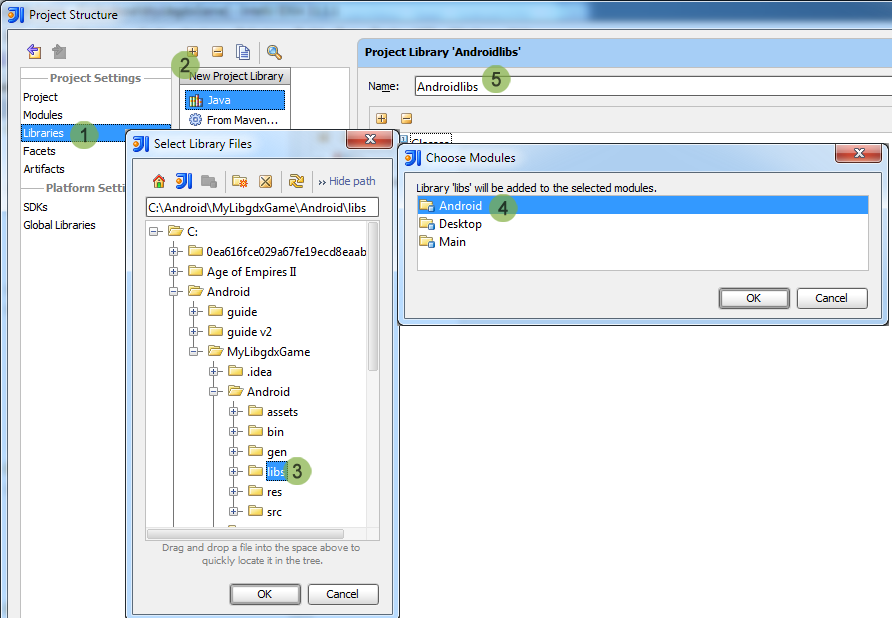 Project Structure
Project Settings
Project
Modules
Libraries 1
Facets
Artifacts
Platform Setti
SDKs
Global Libraries
2
New Project Library
Java
From Maven...
Project Library 'Androidlibs'
Name: Androidlibs 5
Select Library Files
Hide path
C:\Android\MyLibgdxGame\Android\libs
C:
0ea616fce029a67fe19ecd8eaab
Age of Empires II
Android
guide
guide v2
MyLibgdxGame
.idea
Android
assets
bin
gen
libs 3
res
src
Drag and drop a file into the space above to
quickly locate it in the tree.
OK Cancel
Choose Modules
Library 'libs' will be added to the selected modules.
Android 4
Desktop
Main
OK Cancel